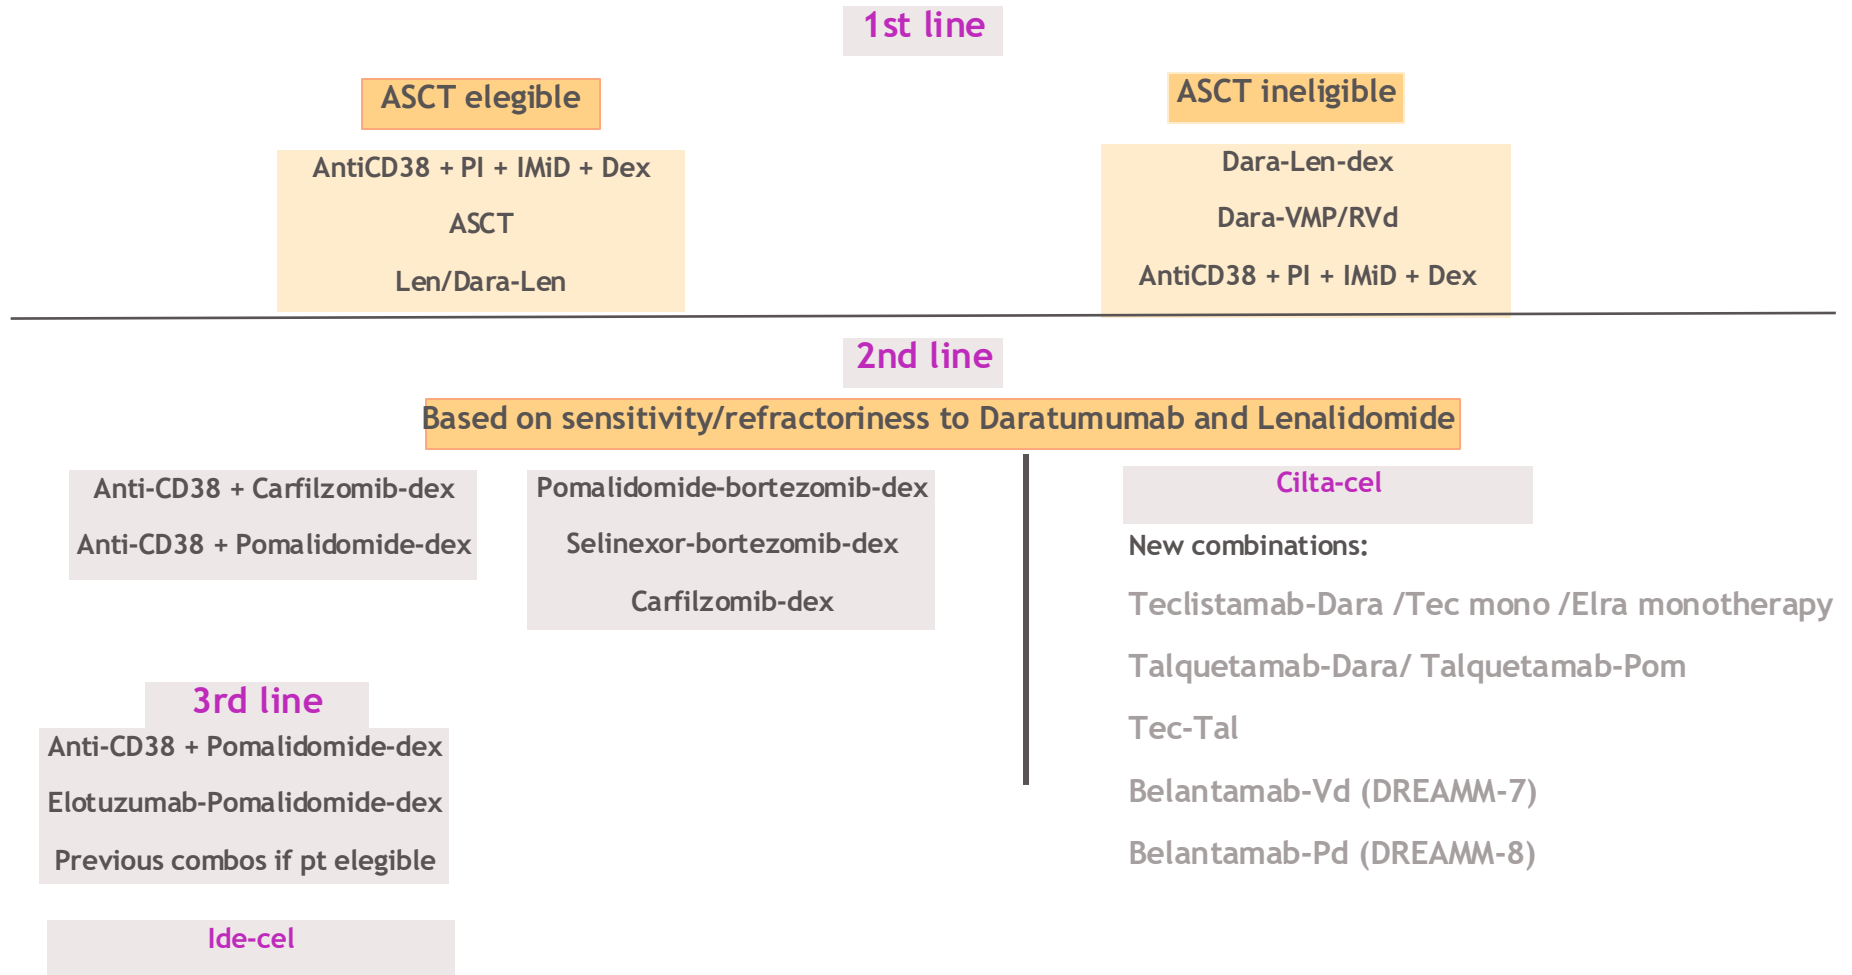 1st line
ASCT elegible
AntiCD38 + PI + IMiD + Dex
ASCT
Len/Dara-Len
ASCT ineligible
Dara-Len-dex
Dara-VMP/RVd
AntiCD38 + PI + IMiD + Dex
2nd line
Based on sensitivity/refractoriness to Daratumumab and Lenalidomide
Anti-CD38 + Carfilzomib-dex
Anti-CD38 + Pomalidomide-dex
Pomalidomide-bortezomib-dex
Selinexor-bortezomib-dex
Carfilzomib-dex
Cilta-cel
New combinations:
Teclistamab-Dara /Tec mono /Elra monotherapy
Talquetamab-Dara/ Talquetamab-Pom
Tec-Tal
Belantamab-Vd (DREAMM-7)
Belantamab-Pd (DREAMM-8)
3rd line
Anti-CD38 + Pomalidomide-dex
Elotuzumab-Pomalidomide-dex
Previous combos if pt elegible
Ide-cel